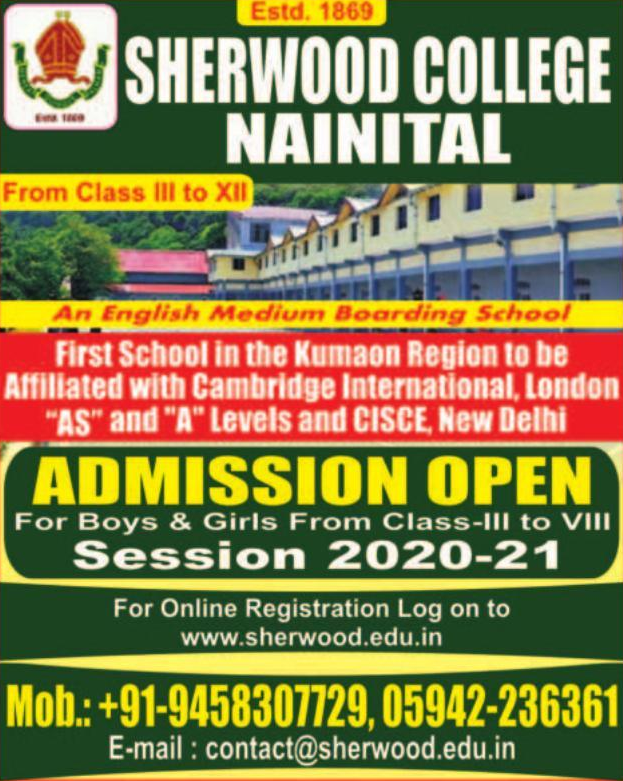 Estd. 1869
SHERWOOD COLLEGE
NAINITAL
Estd. 1869
From Class III to XII
An English Medium Boarding School
First School in the Kumaon Region to be
Affiliated with Cambridge International, London
"AS" and "A" Levels and CISCE, New Delhi
ADMISSION OPEN
For Boys & Girls From Class-III to VIII
Session 2020-21
For Online Registration Log on to
www.sherwood.edu.in
Mob.: +91-9458307729, 05942-236361
E-mail : contact@sherwood.edu.in